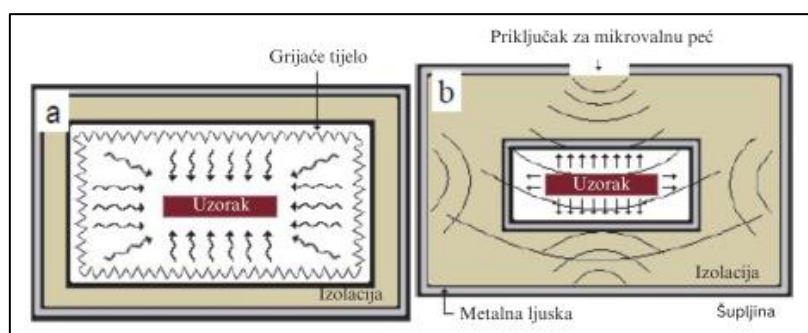 Grijaće tijelo
a
Uzorak
Izolacija
Priključak za mikrovalnu peć
b
Uzorak
Izolacija
Metalna ljuska
Šupljina